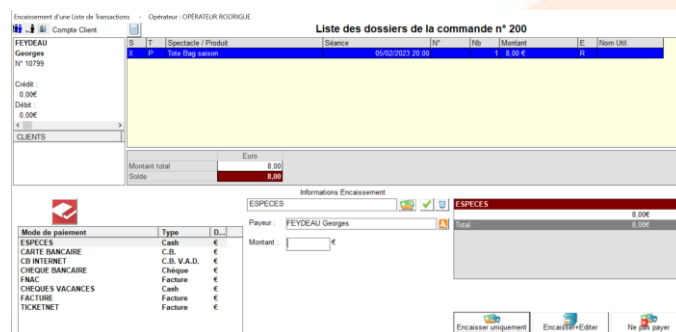 Encaissement d'une Liste de Transactions - Opérateur : OPÉRATEUR RODRIGUE
Compte Client
Liste des dossiers de la commande n° 200
FEYDEAU
Georges
N° 10799
Crédit :
0,00€
Débit :
0,00€
CLIENTS
S T Spectacle / Produit Séance N° Nb Montant E Nom Util.
X P Tote Bag saison 05/02/2023 20:00 1 8,00 € R
Euro
Montant total 8,00
Solde 8,00
Informations Encaissement
ESPECES
Payeur : FEYDEAU Georges
Montant : €
ESPECES
8,00€
Total : 8,00€
Mode de paiement Type D...
ESPECES Cash €
CARTE BANCAIRE C.B. €
CB INTERNET C.B. V.A.D. €
CHEQUE BANCAIRE Chèque €
FNAC Facture €
CHEQUES VACANCES Cash €
FACTURE Facture €
TICKETNET Facture €
Encaisser uniquement
Encaisser+Editer
Ne pas payer